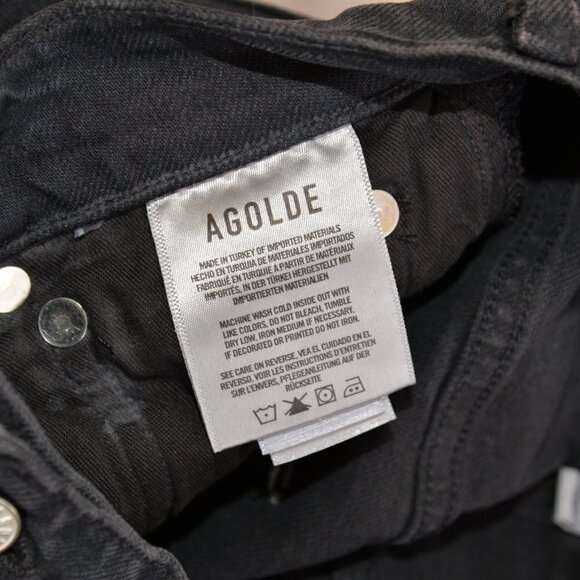 AGOLDE
MADE IN TURKEY OF IMPORTED MATERIALS
HECHO EN TURQUIA DE MATERIALES IMPORTADOS
FABRIQUÉ EN TURQUIE A PARTIR DE MATÉRIAUX
IMPORTÉS, IN DER TÜRKEI HERGESTELLT MIT
IMPORTIERTEN MATERIALIEN
MACHINE WASH COLD INSIDE OUT WITH
LIKE COLORS, DO NOT BLEACH, TUMBLE
DRY LOW, IRON MEDIUM IF NECESSARY.
IF DECORATED OR PRINTED DO NOT IRON.
SEE CARE ON REVERSE, VEA EL CUIDADO EN EL
REVERSO, VOIR LES INSTRUCTIONS D'ENTRETIEN
SUR L'ENVERS, PFLEGEANLEITUNG AUF DER
RÜCKSEITE